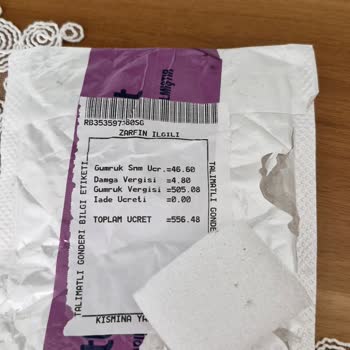 RB353597380SG
ZARFIN ILGILI
Gumruk Snm Ucr.=46.60
Damga Vergisi =4.80
Gumruk Vergisi =505.08
Iade Ucreti =0.00
TOPLAM UCRET =556.48
TALIMATLI GONDERI BILGI ETIKETI
TALIMATLI GONDE
KISMINA YA